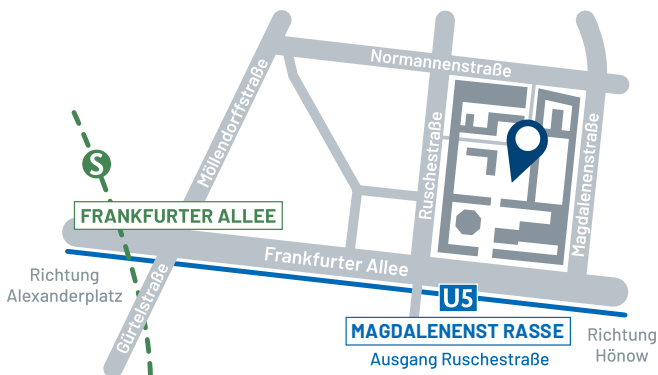 Normannenstraße
Möllendorffstraße
Ruschestraße
Magdalenenstraße
S
FRANKFURTER ALLEE
Frankfurter Allee
Richtung
Alexanderplatz
Gürtelstraße
U5
MAGDALENENST RASSE
Ausgang Ruschestraße
Richtung
Hönow